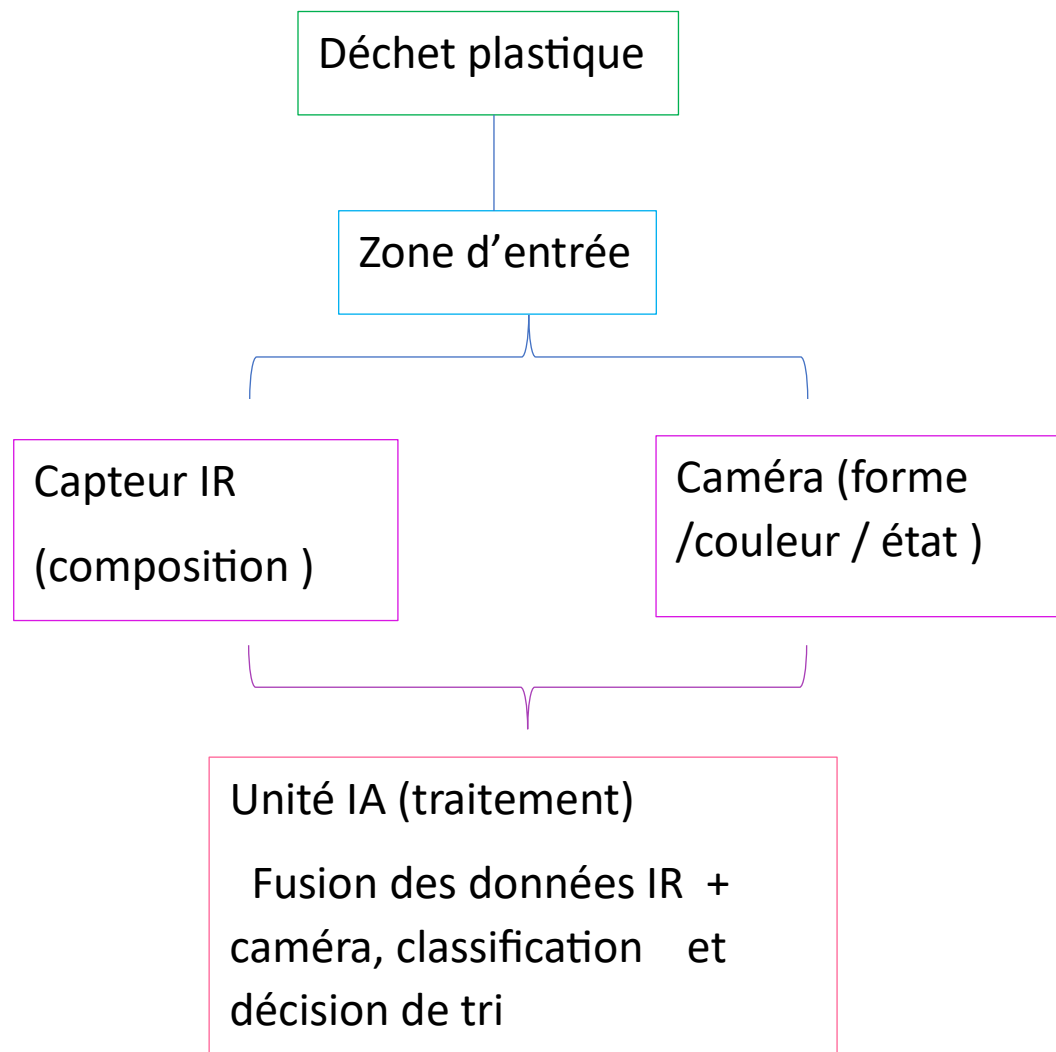 Déchet plastique
Zone d’entrée
Capteur IR
(composition )
Caméra (forme
/couleur / état )
Unité IA (traitement)
Fusion des données IR +
caméra, classification et
décision de tri